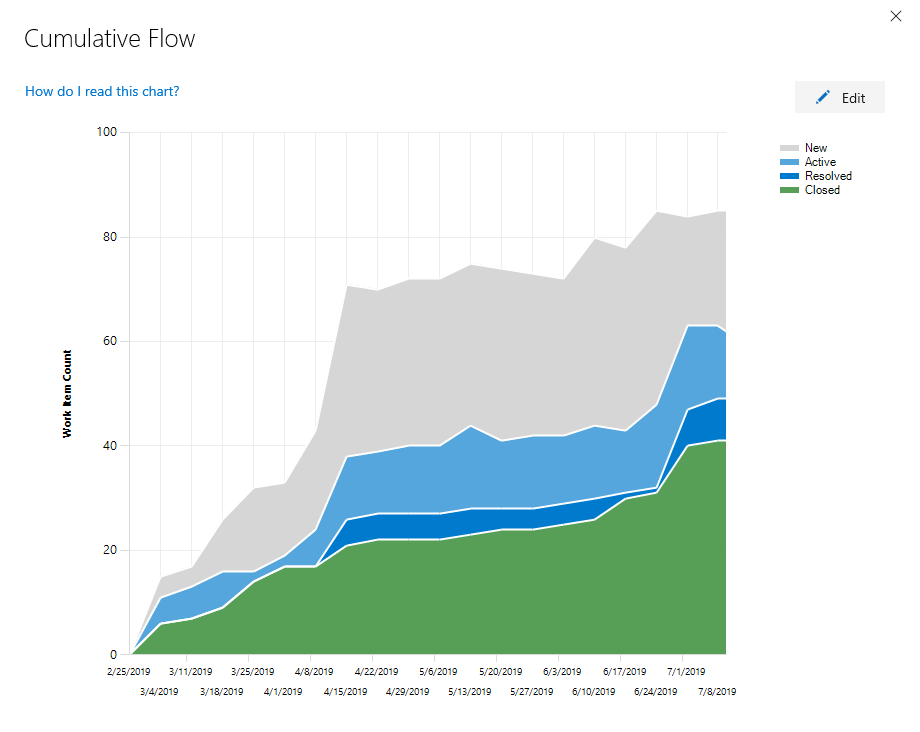 Cumulative Flow
How do I read this chart?
Edit
New
Active
Resolved
Closed
Work Item Count
100
80
60
40
20
0
2/25/2019 3/11/2019 3/25/2019 4/8/2019 4/22/2019 5/6/2019 5/20/2019 6/3/2019 6/17/2019 7/1/2019
3/4/2019 3/18/2019 4/1/2019 4/15/2019 4/29/2019 5/13/2019 5/27/2019 6/10/2019 6/24/2019 7/8/2019